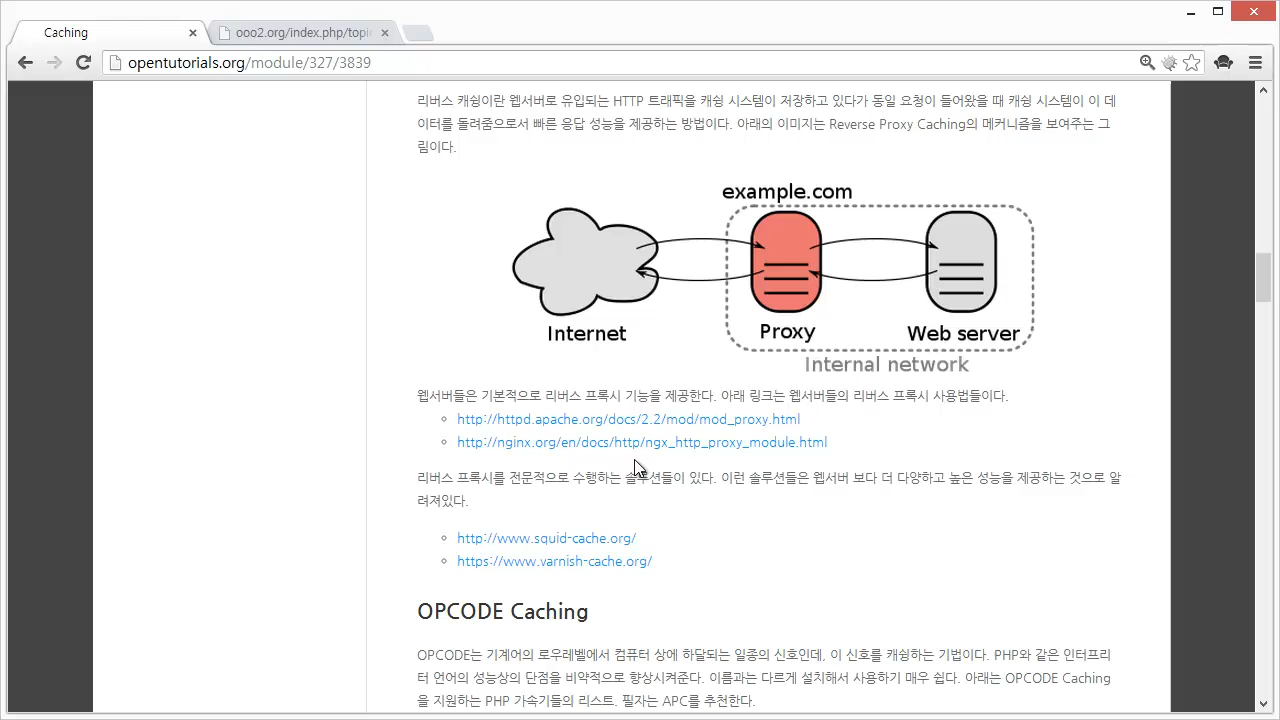 Caching
ooo2.org/index.php/topi
opentutorials.org/module/327/3839
리버스 캐슁이란 웹서버로 유입되는 HTTP 트래픽을 캐슁 시스템이 저장하고 있다가 동일 요청이 들어왔을 때 캐슁 시스템이 이 데
이터를 돌려줌으로서 빠른 응답 성능을 제공하는 방법이다. 아래의 이미지는 Reverse Proxy Caching의 메커니즘을 보여주는 그
림이다.
example.com
Internet
Proxy
Web server
Internal network
웹서버들은 기본적으로 리버스 프록시 기능을 제공한다. 아래 링크는 웹서버들의 리버스 프록시 사용법들이다.
http://httpd.apache.org/docs/2.2/mod/mod_proxy.html
http://nginx.org/en/docs/http/ngx_http_proxy_module.html
리버스 프록시를 전문적으로 수행하는 솔루션들이 있다. 이런 솔루션들은 웹서버 보다 더 다양하고 높은 성능을 제공하는 것으로 알
려져있다.
http://www.squid-cache.org/
https://www.varnish-cache.org/
OPCODE Caching
OPCODE는 기계어의 로우레벨에서 컴퓨터 상에 하달되는 일종의 신호인데, 이 신호를 캐슁하는 기법이다. PHP와 같은 인터프리
터 언어의 성능상의 단점을 비약적으로 향상시켜준다. 이름과는 다르게 설치해서 사용하기 매우 쉽다. 아래는 OPCODE Caching
을 지원하는 PHP 가속기들의 리스트. 필자는 APC를 추천한다.